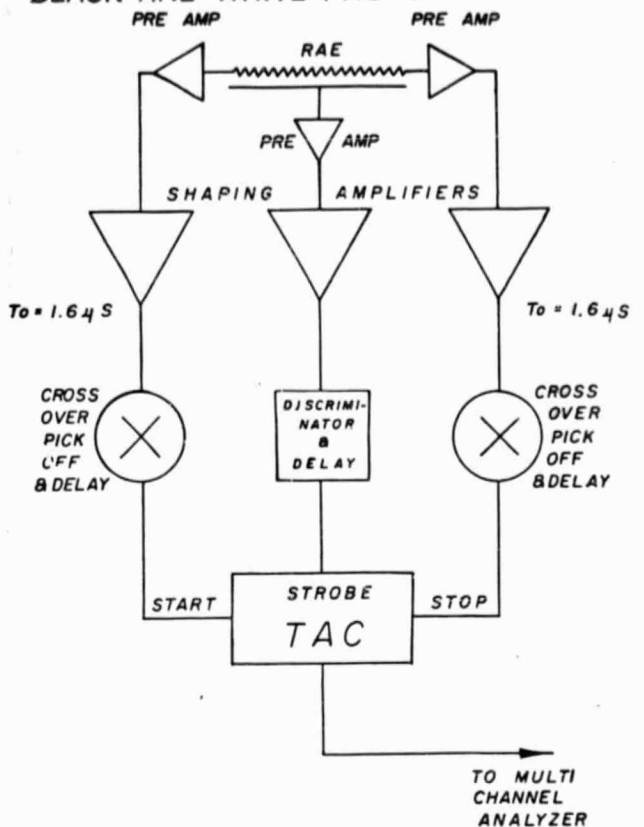 PRE AMP
PRE AMP
RAE
PRE AMP
SHAPING AMPLIFIERS
To = 1.6 μS
To = 1.6 μS
CROSS
OVER
PICK
OFF
& DELAY
DISCRIMI-
NATOR
&
DELAY
CROSS
OVER
PICK
OFF
& DELAY
START
STROBE
STOP
TAC
TO MULTI
CHANNEL
ANALYZER